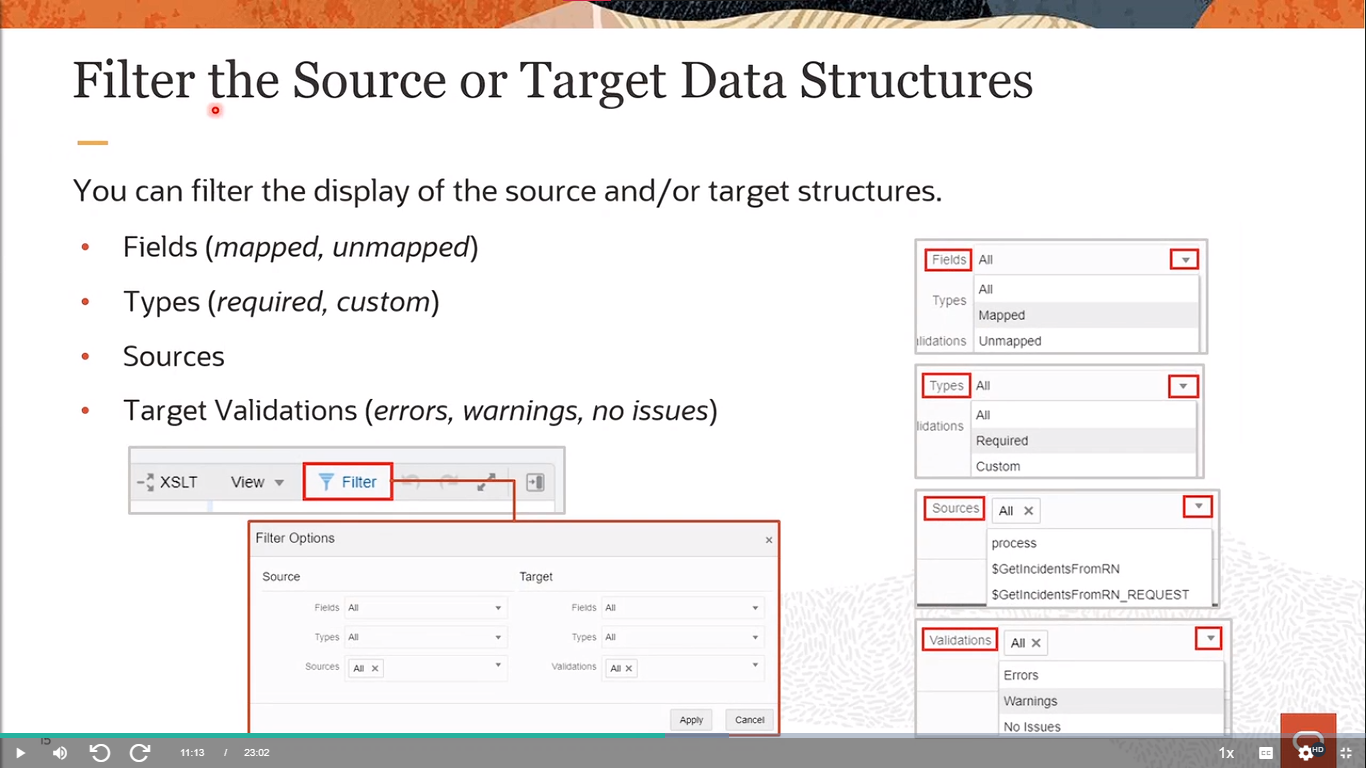 Filter the Source or Target Data Structures
You can filter the display of the source and/or target structures.
• Fields (mapped, unmapped)
• Types (required, custom)
• Sources
• Target Validations (errors, warnings, no issues)
XSLT View Filter
Filter Options ×
Source Target
Fields All Fields All
Types All Types All
Sources All × Validations All ×
Apply Cancel
Fields All
All
Types
Mapped
lidations Unmapped
Types All
All
lidations
Required
Custom
Sources All ×
process
$GetIncidentsFromRN
$GetIncidentsFromRN_REQUEST
Validations All ×
Errors
Warnings
No Issues
15
11:13 / 23:02 1x CC HD